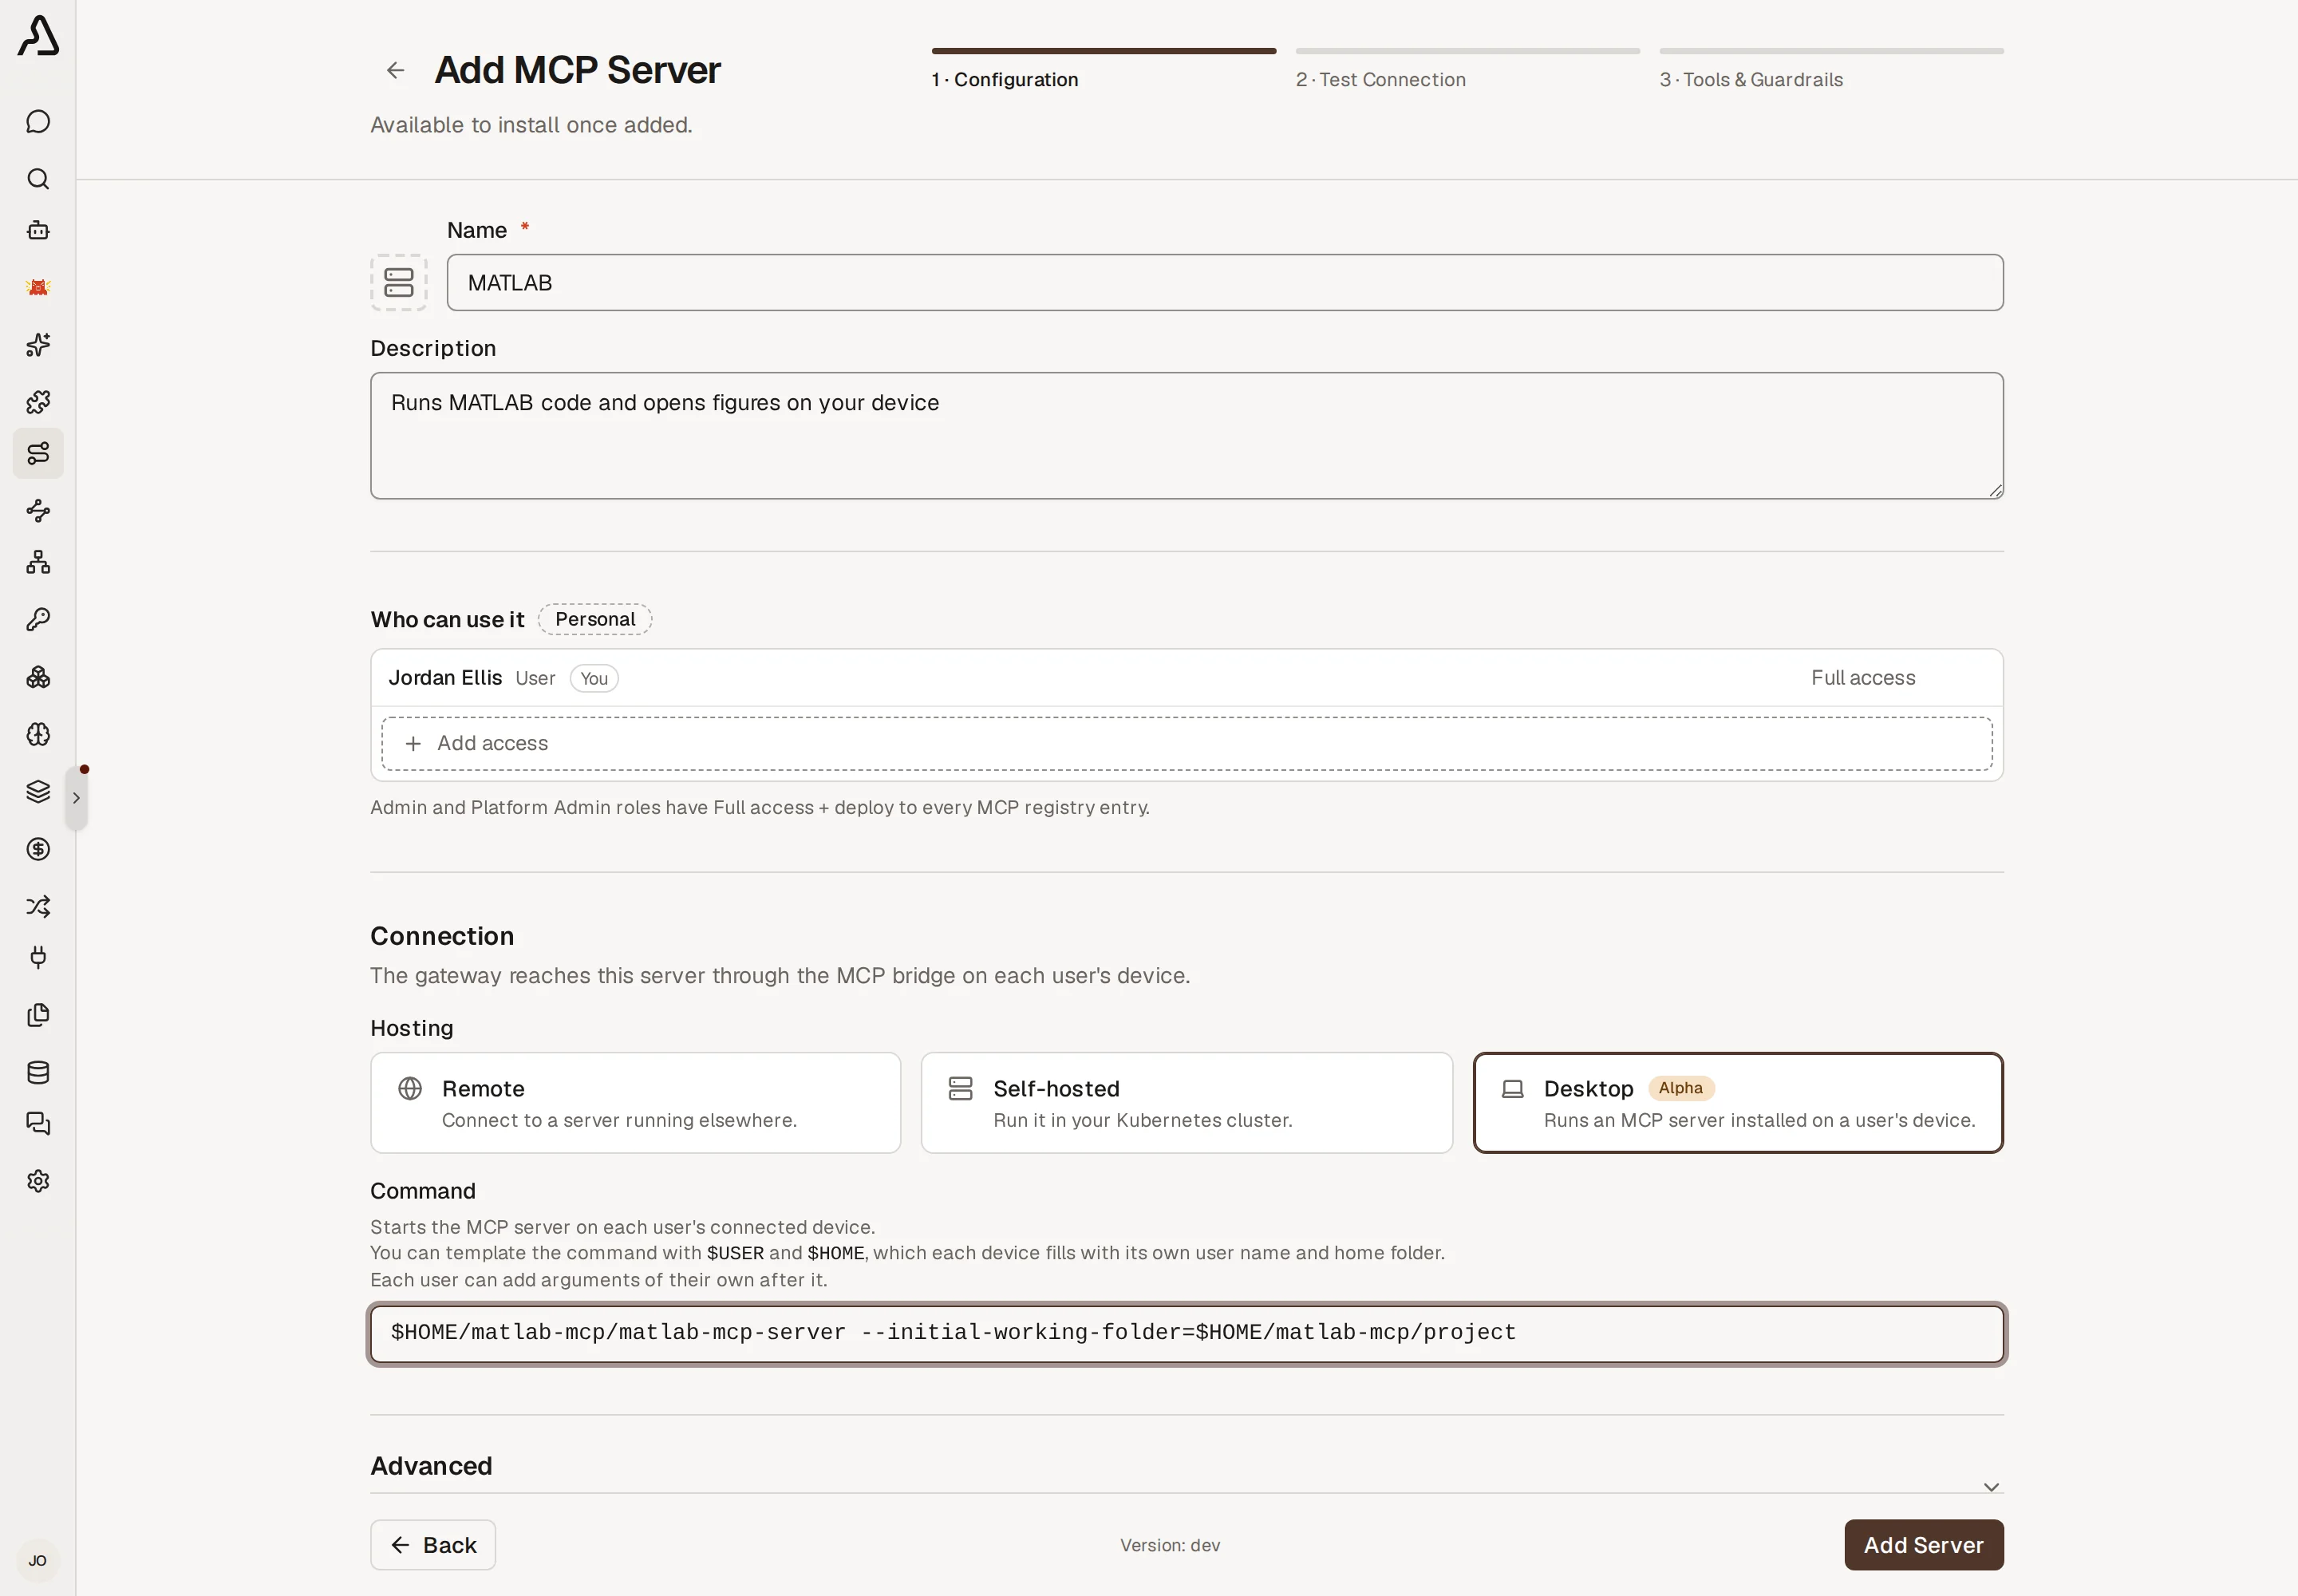 Add MCP Server
Available to install once added.
1 · Configuration
2 · Test Connection
3 · Tools & Guardrails
Name *
MATLAB
Description
Runs MATLAB code and opens figures on your device
Who can use it Personal
Jordan Ellis User You Full access
+ Add access
Admin and Platform Admin roles have Full access + deploy to every MCP registry entry.
Connection
The gateway reaches this server through the MCP bridge on each user's device.
Hosting
Remote
Connect to a server running elsewhere.
Self-hosted
Run it in your Kubernetes cluster.
Desktop Alpha
Runs an MCP server installed on a user's device.
Command
Starts the MCP server on each user's connected device.
You can template the command with $USER and $HOME, which each device fills with its own user name and home folder.
Each user can add arguments of their own after it.
$HOME/matlab-mcp/matlab-mcp-server --initial-working-folder=$HOME/matlab-mcp/project
Advanced
Back
Version: dev
Add Server
JO